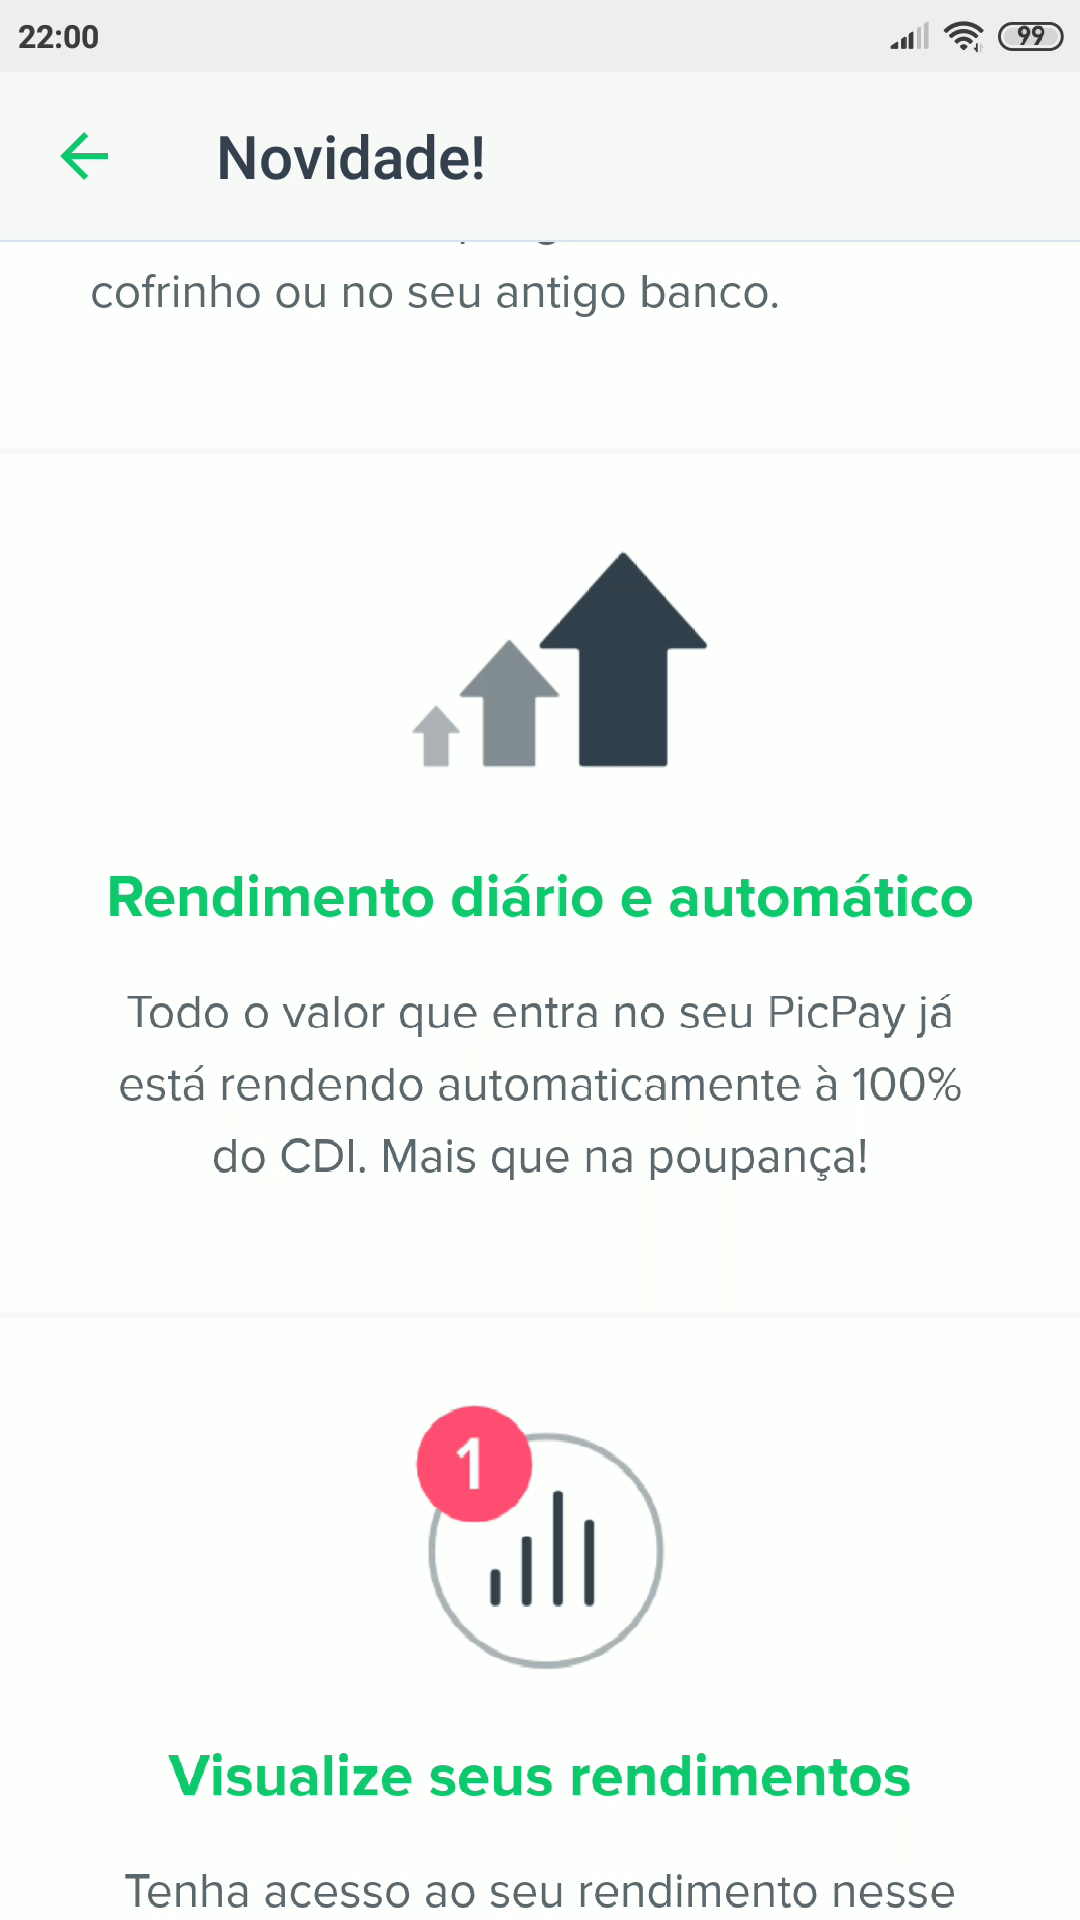 22:00
99
Novidade!
cofrinho ou no seu antigo banco.
Rendimento diário e automático
Todo o valor que entra no seu PicPay já
está rendendo automaticamente à 100%
do CDI. Mais que na poupança!
1
Visualize seus rendimentos
Tenha acesso ao seu rendimento nesse